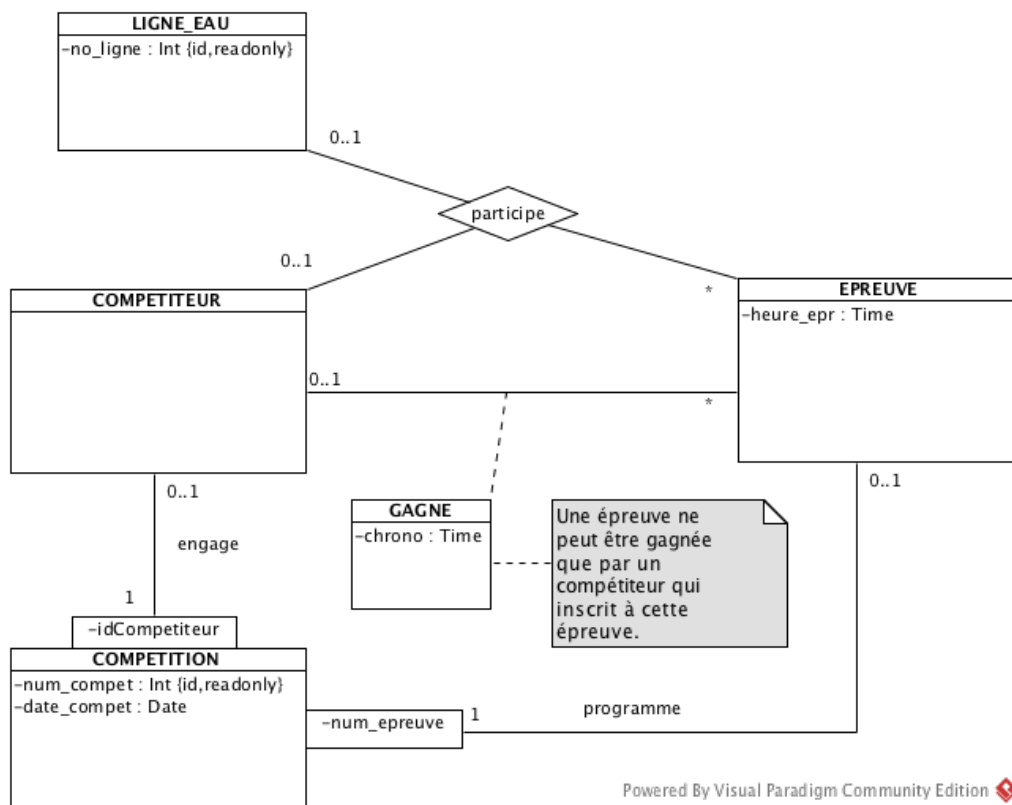 LIGNE_EAU
-no_ligne : Int {id,readonly}
0..1
participe
0..1
*
COMPETITEUR
EPREUVE
-heure_epr : Time
0..1
*
0..1
0..1
GAGNE
-chrono : Time
Une épreuve ne
peut être gagnée
que par un
compétiteur qui
inscrit à cette
épreuve.
engage
1
-idCompetiteur
COMPETITION
-num_compet : Int {id,readonly}
-date_compet : Date
-num_epreuve
1
programme
Powered By Visual Paradigm Community Edition